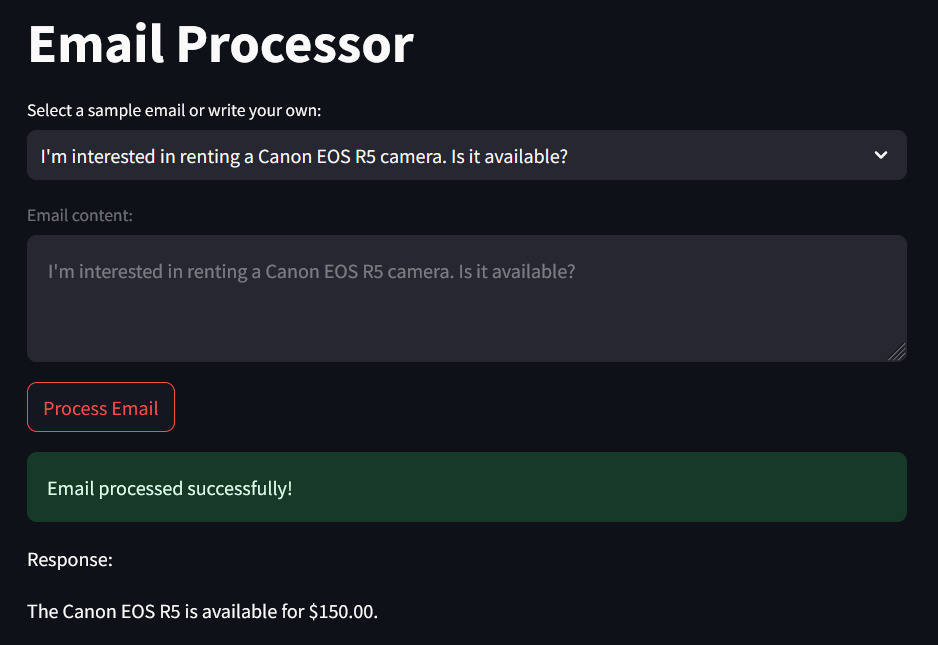 Email Processor
Select a sample email or write your own:
I'm interested in renting a Canon EOS R5 camera. Is it available?
Email content:
I'm interested in renting a Canon EOS R5 camera. Is it available?
Process Email
Email processed successfully!
Response:
The Canon EOS R5 is available for $150.00.